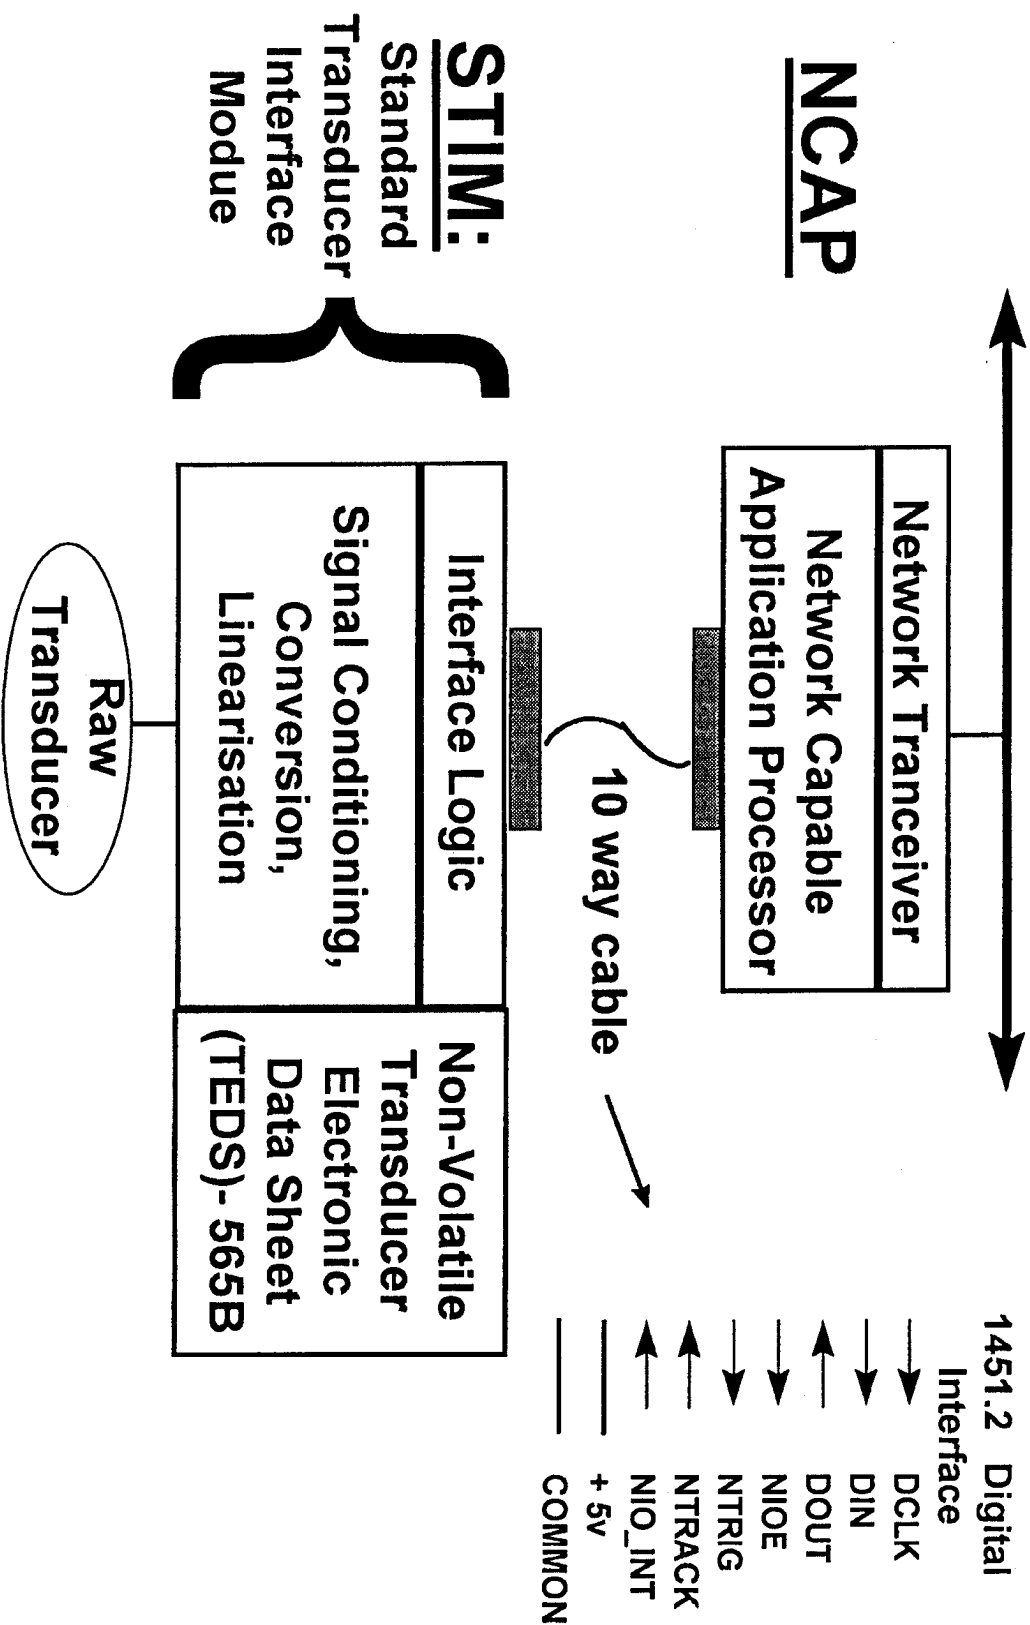 NCAP
Network Tranceiver
Network Capable
Application Processor
10 way cable
1451.2 Digital
Interface
DCLK
DIN
DOUT
NIOE
NTRIG
NTRACK
NIO_INT
+ 5v
COMMON
STIM:
Standard
Transducer
Interface
Modue
Interface Logic
Signal Conditioning,
Conversion,
Linearisation
Non-Volatile
Transducer
Electronic
Data Sheet
(TEDS)- 565B
Raw
Transducer